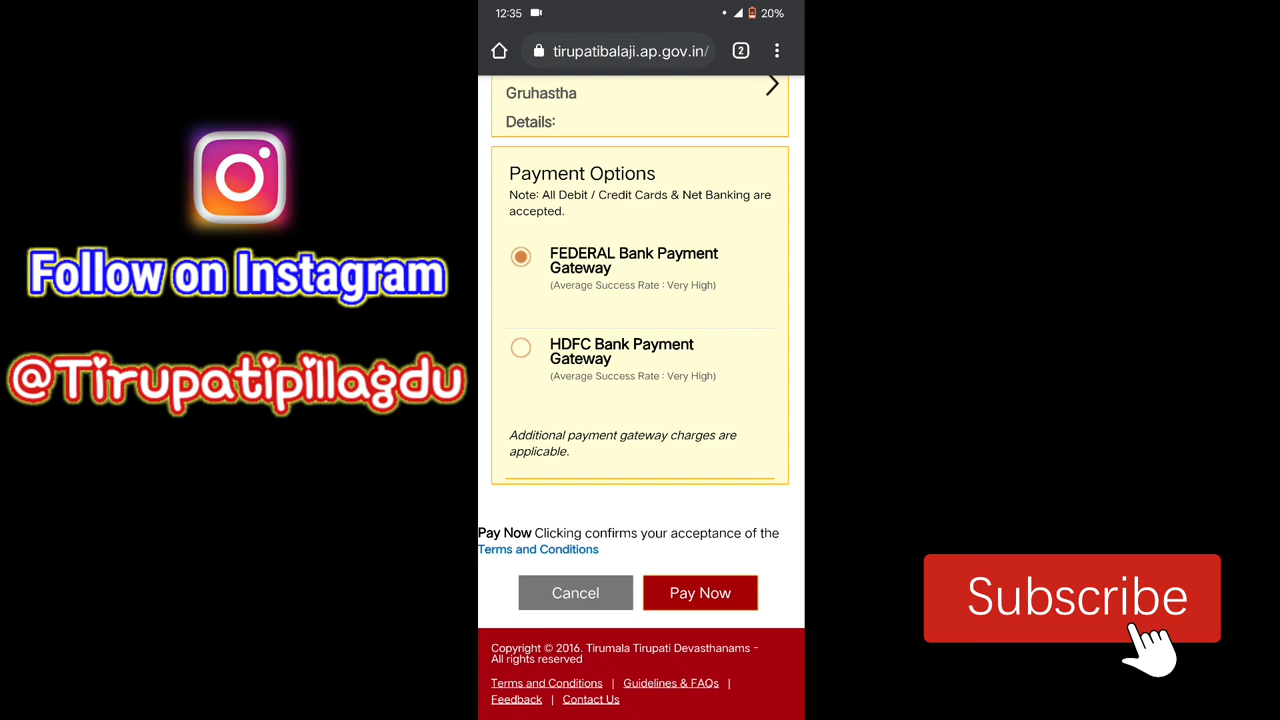 12:35
20%
tirupatibalaji.ap.gov.in/
2
Gruhastha
Details:
Payment Options
Note: All Debit / Credit Cards & Net Banking are
accepted.
FEDERAL Bank Payment
Gateway
(Average Success Rate : Very High)
HDFC Bank Payment
Gateway
(Average Success Rate : Very High)
Additional payment gateway charges are
applicable.
Pay Now Clicking confirms your acceptance of the
Terms and Conditions
Cancel
Pay Now
Copyright © 2016. Tirumala Tirupati Devasthanams -
All rights reserved
Terms and Conditions | Guidelines & FAQs |
Feedback | Contact Us
Follow on Instagram
@Tirupatipillagdu
Subscribe